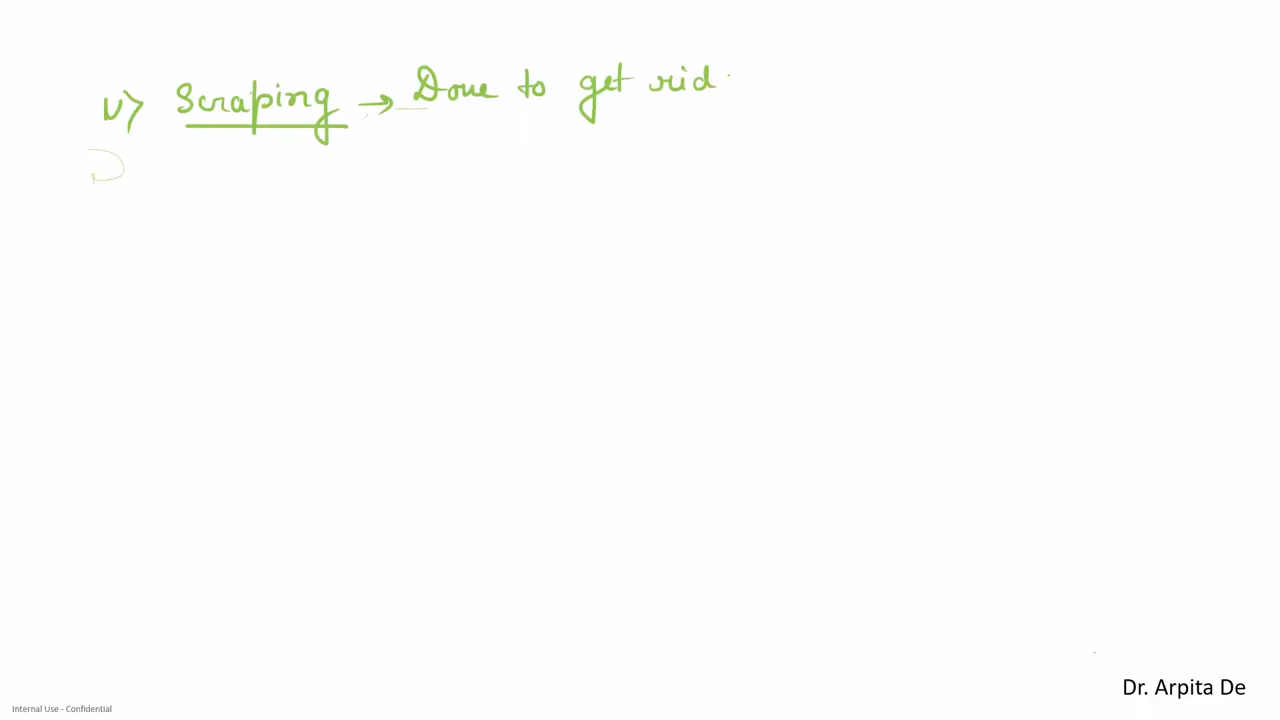 v> Scraping → Done to get rid
Dr. Arpita De
Internal Use - Confidential